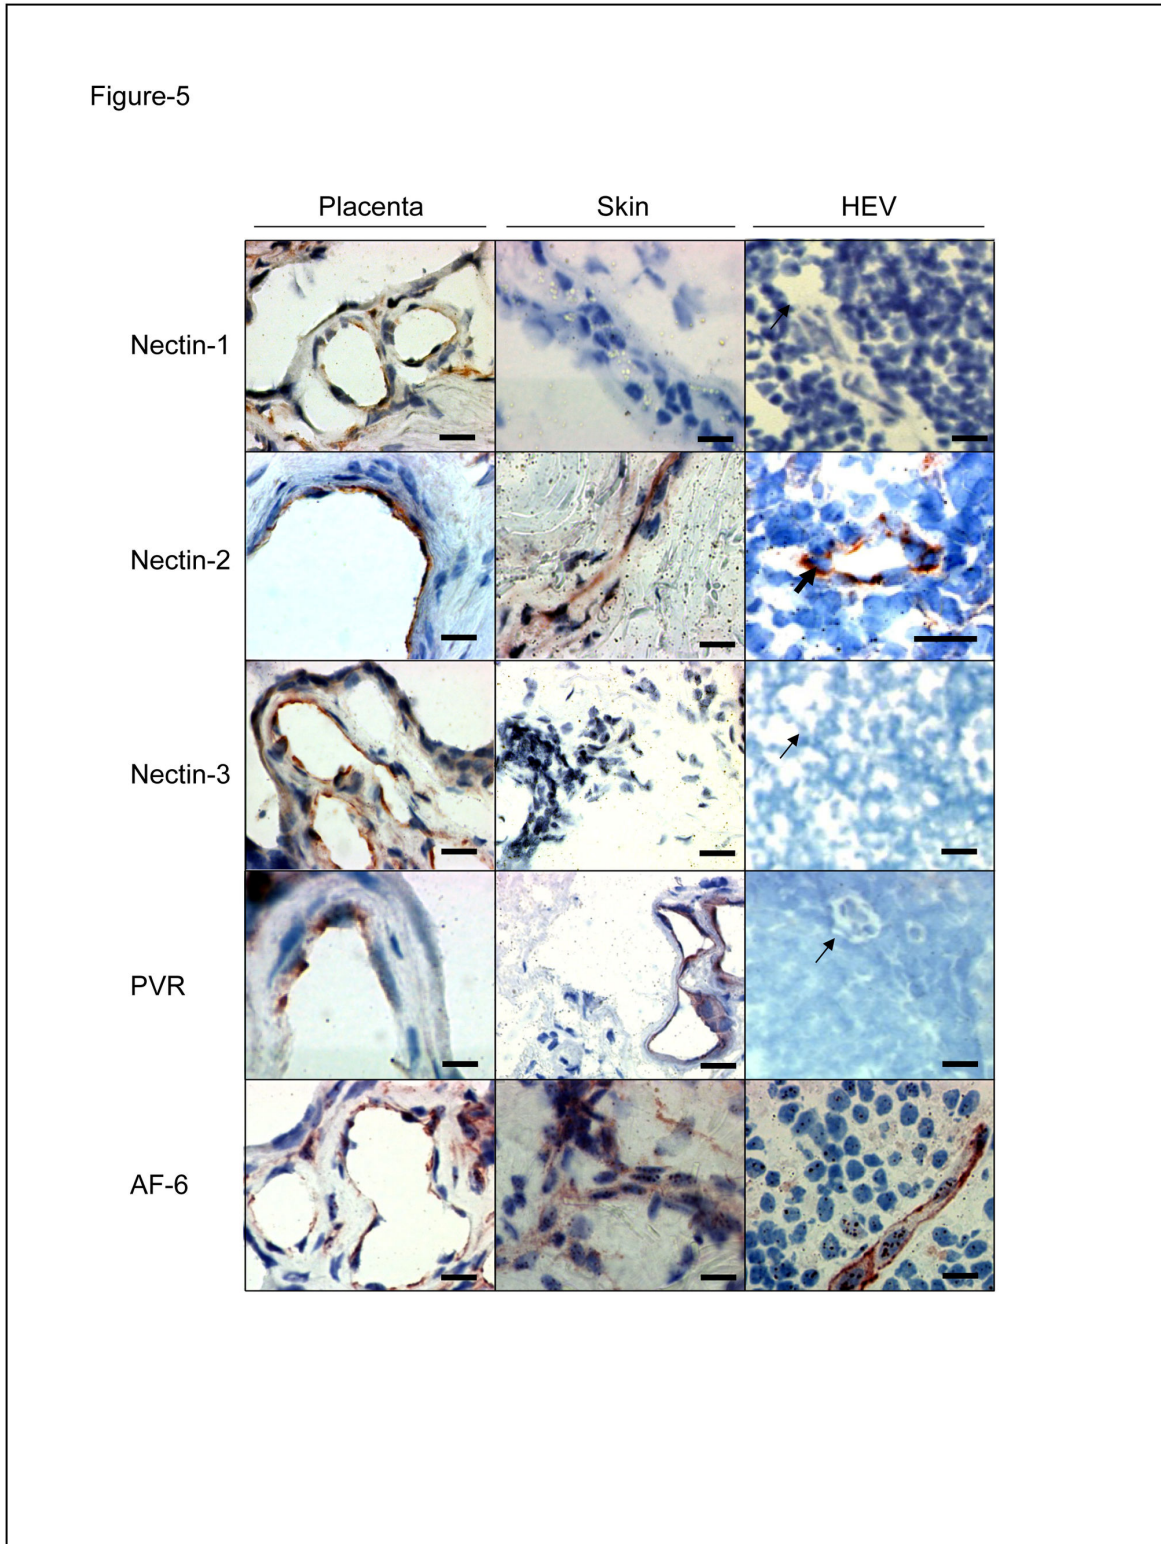 Figure-5
Placenta Skin HEV
Nectin-1
Nectin-2
Nectin-3
PVR
AF-6